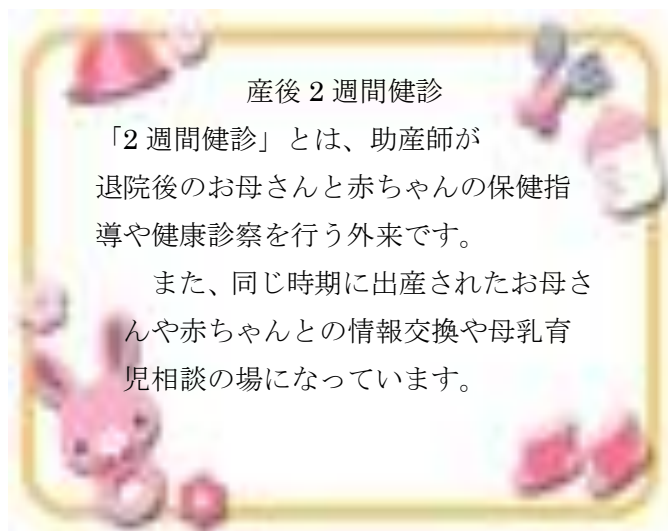 産後 2 週間健診
「2 週間健診」とは、助産師が
退院後のお母さんと赤ちゃんの保健指
導や健康診察を行う外来です。
また、同じ時期に出産されたお母さ
んや赤ちゃんとの情報交換や母乳育
児相談の場になっています。